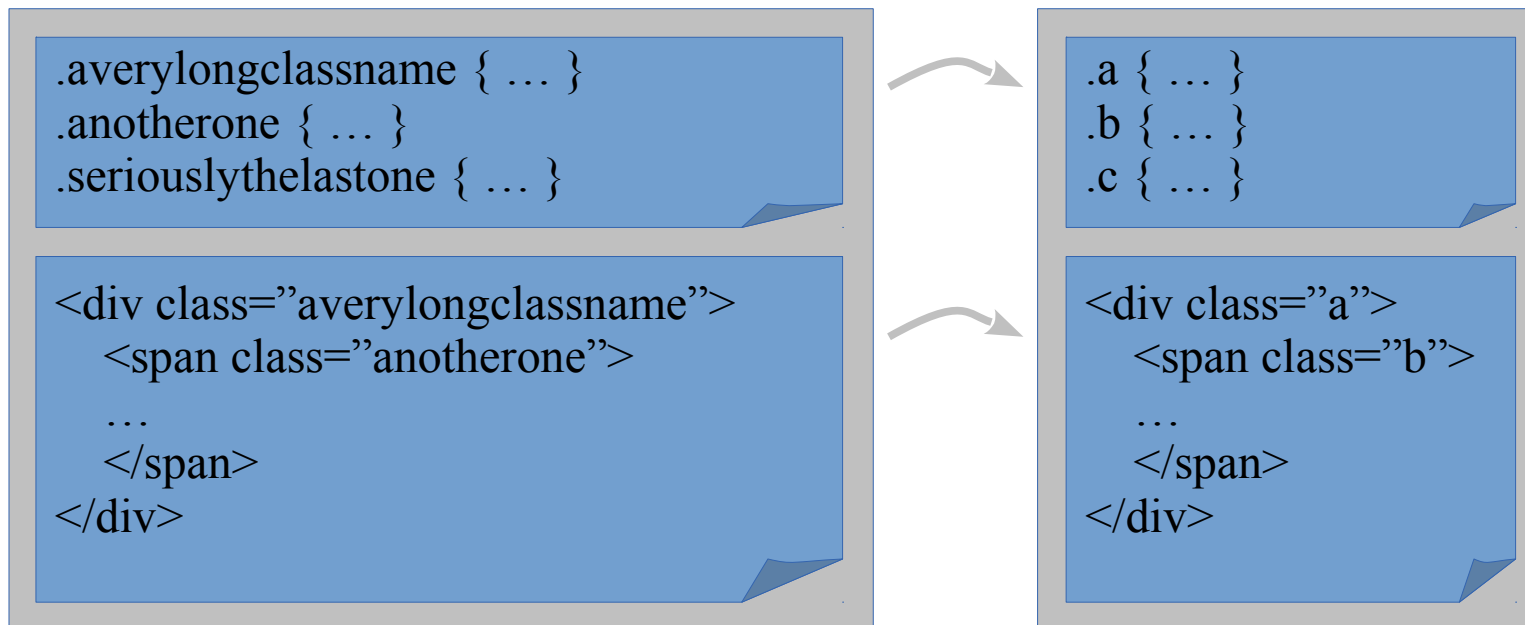 .averylongclassname { … }
.anotherone { … }
.seriouslythelastone { … }
<div class=”averylongclassname”>
<span class=”anotherone”>
…
</span>
</div>
.a { … }
.b { … }
.c { … }
<div class=”a”>
<span class=”b”>
…
</span>
</div>